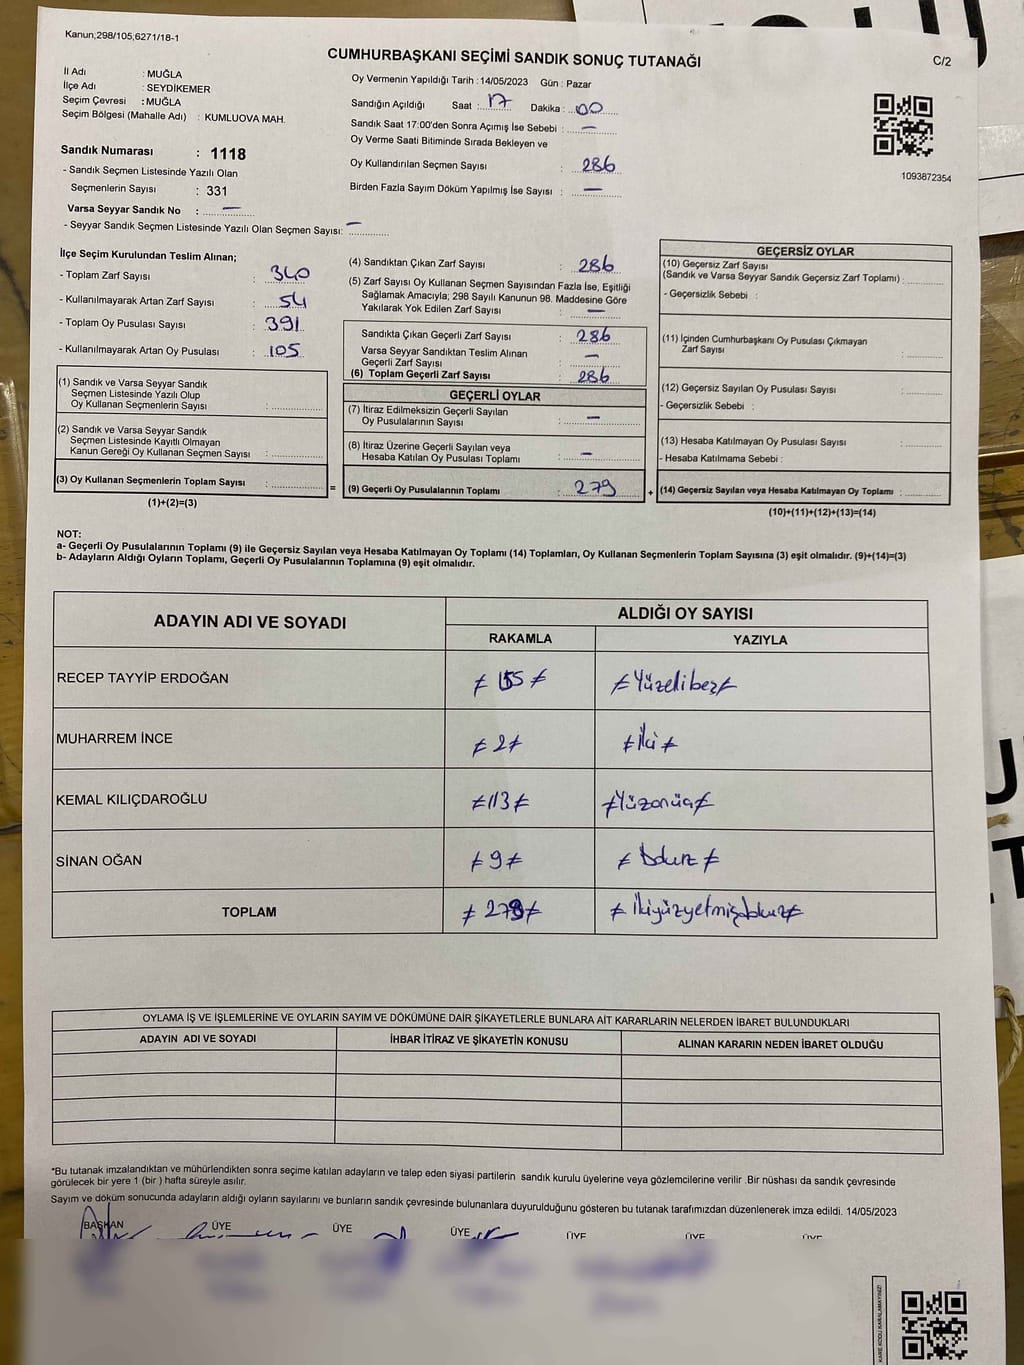 Kanun;298/105;6271/18-1
CUMHURBAŞKANI SEÇİMİ SANDIK SONUÇ TUTANAĞI
C/2
İl Adı : MUĞLA
İlçe Adı : SEYDİKEMER
Seçim Çevresi : MUĞLA
Seçim Bölgesi (Mahalle Adı) : KUMLUOVA MAH.
Sandık Numarası : 1118
- Sandık Seçmen Listesinde Yazılı Olan
Seçmenlerin Sayısı : 331
Varsa Seyyar Sandık No : —
- Seyyar Sandık Seçmen Listesinde Yazılı Olan Seçmen Sayısı: —
Oy Vermenin Yapıldığı Tarih : 14/05/2023 Gün : Pazar
Sandığın Açıldığı Saat : 17 Dakika : 00
Sandık Saat 17:00'den Sonra Açımış İse Sebebi : —
Oy Verme Saati Bitiminde Sırada Bekleyen ve
Oy Kullandırılan Seçmen Sayısı : 286
Birden Fazla Sayım Döküm Yapılmış İse Sayısı : —
1093872354
İlçe Seçim Kurulundan Teslim Alınan;
- Toplam Zarf Sayısı : 340
- Kullanılmayarak Artan Zarf Sayısı : 54
- Toplam Oy Pusulası Sayısı : 391
- Kullanılmayarak Artan Oy Pusulası : 105
(1) Sandık ve Varsa Seyyar Sandık
Seçmen Listesinde Yazılı Olup
Oy Kullanan Seçmenlerin Sayısı :
(2) Sandık ve Varsa Seyyar Sandık
Seçmen Listesinde Kayıtlı Olmayan
Kanun Gereği Oy Kullanan Seçmen Sayısı :
(3) Oy Kullanan Seçmenlerin Toplam Sayısı :
(1)+(2)=(3)
=
(4) Sandıktan Çıkan Zarf Sayısı : 286
(5) Zarf Sayısı Oy Kullanan Seçmen Sayısından Fazla İse, Eşitliği
Sağlamak Amacıyla; 298 Sayılı Kanunun 98. Maddesine Göre
Yakılarak Yok Edilen Zarf Sayısı : —
Sandıkta Çıkan Geçerli Zarf Sayısı : 286
Varsa Seyyar Sandıktan Teslim Alınan
Geçerli Zarf Sayısı : —
(6) Toplam Geçerli Zarf Sayısı : 286
GEÇERLİ OYLAR
(7) İtiraz Edilmeksizin Geçerli Sayılan
Oy Pusulalarının Sayısı : —
(8) İtiraz Üzerine Geçerli Sayılan veya
Hesaba Katılan Oy Pusulası Toplamı : —
(9) Geçerli Oy Pusulalarının Toplamı : 279
+
GEÇERSİZ OYLAR
(10) Geçersiz Zarf Sayısı
(Sandık ve Varsa Seyyar Sandık Geçersiz Zarf Toplamı) :
- Geçersizlik Sebebi :
(11) İçinden Cumhurbaşkanı Oy Pusulası Çıkmayan
Zarf Sayısı :
(12) Geçersiz Sayılan Oy Pusulası Sayısı :
- Geçersizlik Sebebi :
(13) Hesaba Katılmayan Oy Pusulası Sayısı :
- Hesaba Katılmama Sebebi :
(14) Geçersiz Sayılan veya Hesaba Katılmayan Oy Toplamı :
(10)+(11)+(12)+(13)=(14)
NOT:
a- Geçerli Oy Pusulalarının Toplamı (9) ile Geçersiz Sayılan veya Hesaba Katılmayan Oy Toplamı (14) Toplamları, Oy Kullanan Seçmenlerin Toplam Sayısına (3) eşit olmalıdır. (9)+(14)=(3)
b- Adayların Aldığı Oyların Toplamı, Geçerli Oy Pusulalarının Toplamına (9) eşit olmalıdır.
ADAYIN ADI VE SOYADI ALDIĞI OY SAYISI
RAKAMLA YAZIYLA
RECEP TAYYİP ERDOĞAN ≠ 155 ≠ ≠ Yüzelibeş ≠
MUHARREM İNCE ≠ 2 ≠ ≠ İki ≠
KEMAL KILIÇDAROĞLU ≠ 113 ≠ ≠ Yüzonüç ≠
SİNAN OĞAN ≠ 9 ≠ ≠ Dokuz ≠
TOPLAM ≠ 279 ≠ ≠ İkiyüzyetmişdokuz ≠
OYLAMA İŞ VE İŞLEMLERİNE VE OYLARIN SAYIM VE DÖKÜMÜNE DAİR ŞİKAYETLERLE BUNLARA AİT KARARLARIN NELERDEN İBARET BULUNDUKLARI
ADAYIN ADI VE SOYADI İHBAR İTİRAZ VE ŞİKAYETİN KONUSU ALINAN KARARIN NEDEN İBARET OLDUĞU
*Bu tutanak imzalandıktan ve mühürlendikten sonra seçime katılan adayların ve talep eden siyasi partilerin sandık kurulu üyelerine veya gözlemcilerine verilir .Bir nüshası da sandık çevresinde
görülecek bir yere 1 (bir ) hafta süreyle asılır.
Sayım ve döküm sonucunda adayların aldığı oyların sayılarını ve bunların sandık çevresinde bulunanlara duyurulduğunu gösteren bu tutanak tarafımızdan düzenlenerek imza edildi. 14/05/2023
BAŞKAN ÜYE ÜYE ÜYE ÜYE ÜYE ÜYE
KARE KODU KARALAMAYINIZ!